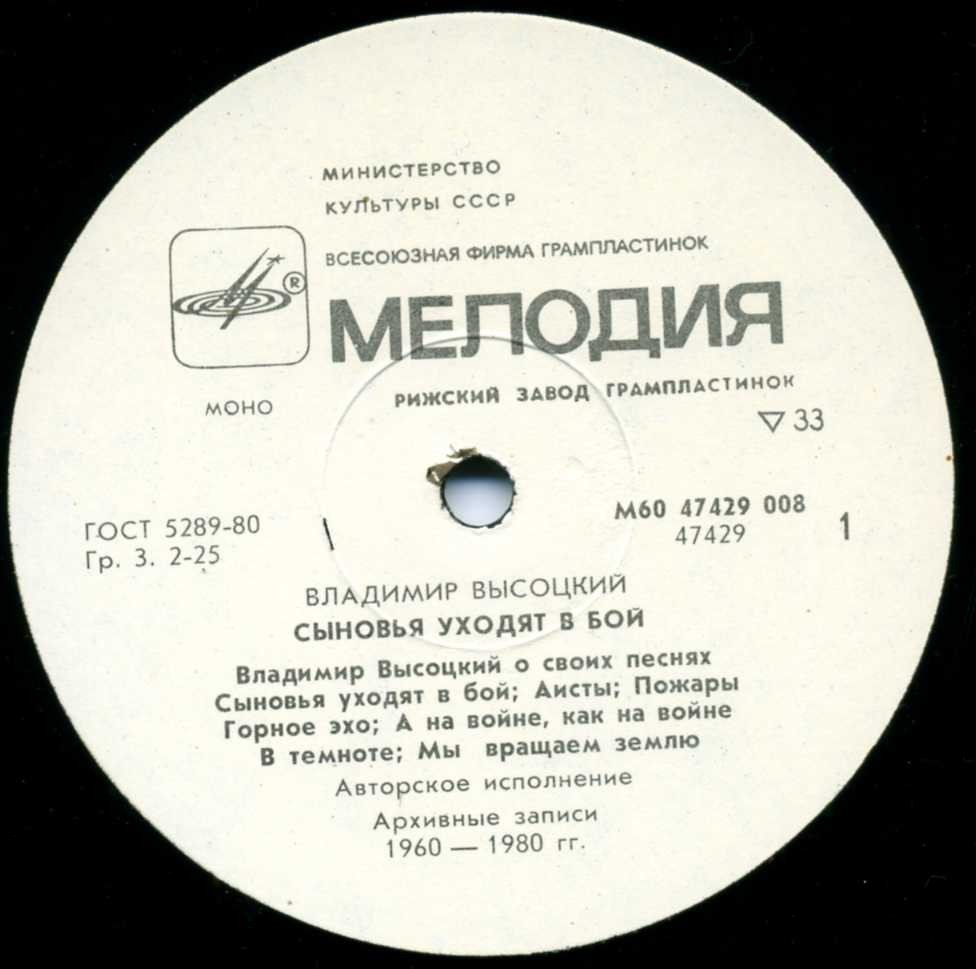 МИНИСТЕРСТВО
КУЛЬТУРЫ СССР
ВСЕСОЮЗНАЯ ФИРМА ГРАМПЛАСТИНОК
®
МЕЛОДИЯ
РИЖСКИЙ ЗАВОД ГРАМПЛАСТИНОК
МОНО
▽ 33
ГОСТ 5289-80
Гр. 3. 2-25
М60 47429 008
47429
1
ВЛАДИМИР ВЫСОЦКИЙ
СЫНОВЬЯ УХОДЯТ В БОЙ
Владимир Высоцкий о своих песнях
Сыновья уходят в бой; Аисты; Пожары
Горное эхо; А на войне, как на войне
В темноте; Мы вращаем землю
Авторское исполнение
Архивные записи
1960 — 1980 гг.